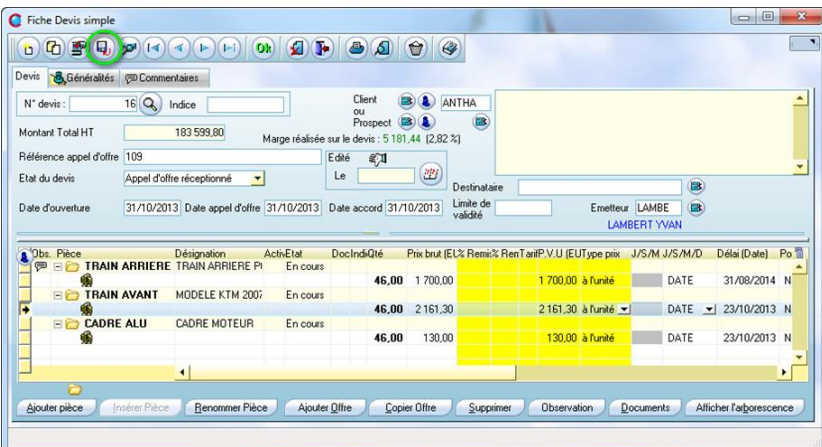 Fiche Devis simple
Ok
Devis Généralités Commentaires
N° devis : 16 Indice
Client ou Prospect ANTHA
Montant Total HT 183 599,80
Marge réalisée sur le devis : 5 181,44 (2,82 %)
Référence appel d'offre 109
Edité
Le
Etat du devis Appel d'offre réceptionné
Destinataire
Date d'ouverture 31/10/2013 Date appel d'offre 31/10/2013 Date accord 31/10/2013 Limite de validité Emetteur LAMBE
LAMBERT YVAN
Obs. Pièce Désignation Activ Etat DocIndi Qté Prix brut (EU % Remis % Rem Tarif P.V.U (EU Type prix J/S/M J/S/M/D Délai (Date) Po
TRAIN ARRIERE TRAIN ARRIERE PI En cours
46,00 1 700,00 1 700,00 à l'unité DATE 31/08/2014 N
TRAIN AVANT MODELE KTM 2007 En cours
46,00 2 161,30 2 161,30 à l'unité DATE 23/10/2013 N
CADRE ALU CADRE MOTEUR En cours
46,00 130,00 130,00 à l'unité DATE 23/10/2013 N
Ajouter pièce Insérer Pièce Renommer Pièce Ajouter Offre Copier Offre Supprimer Observation Documents Afficher l'arborescence